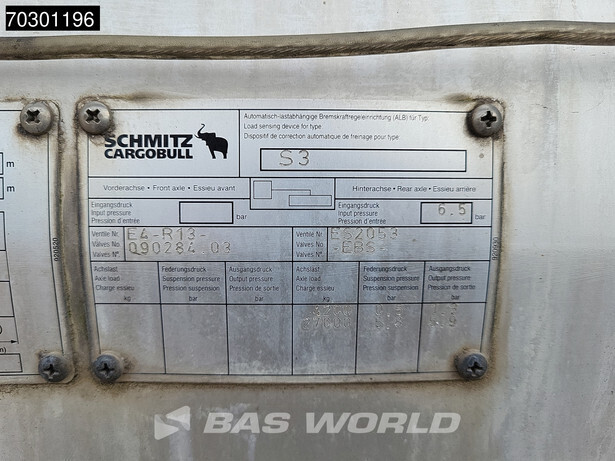 70301196
SCHMITZ
CARGOBULL
Automatisch-lastabhängige Bremskraftregeleinrichtung (ALB) für Typ:
Load sensing device for type:
Dispositif de correction automatique de freinage pour type:
S3
Vorderachse - Front axle - Essieu avant
Hinterachse - Rear axle - Essieu arrière
Eingangsdruck
Input pressure
Pression d'entrée
bar
Eingangsdruck
Input pressure
Pression d'entrée
6.5
bar
Ventile Nr.
Valves No
Valves No
E4-R13-
Q90284 03
Ventile Nr.
Valves No
Valves No
ES2053
-EBS-
Achslast
Axle load
Charge essieu
kg
Federungsdruck
Suspension pressure
Pression suspension
bar
Ausgangsdruck
Output pressure
Pression de sortie
bar
Achslast
Axle load
Charge essieu
kg
Federungsdruck
Suspension pressure
Pression suspension
bar
Ausgangsdruck
Output pressure
Pression de sortie
bar
m
m
m)
BAS WORLD